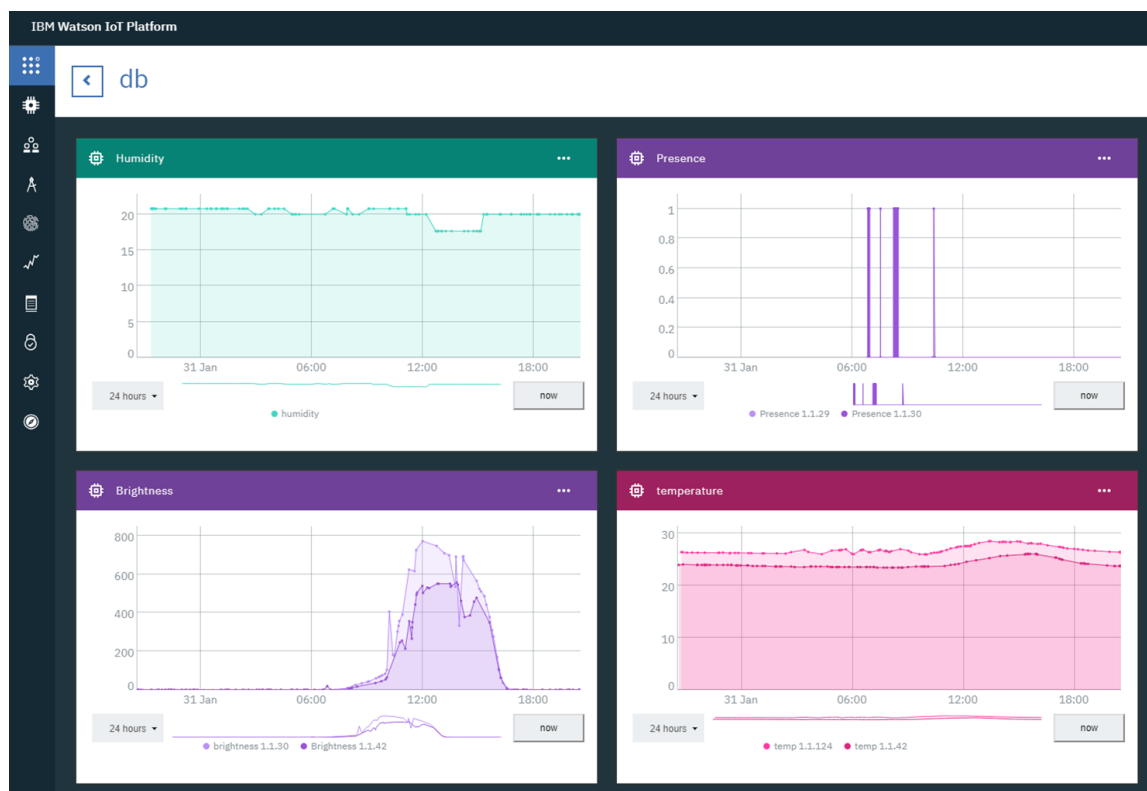 IBM Watson IoT Platform
db
Humidity
20
15
10
5
0
31 Jan 06:00 12:00 18:00
24 hours
now
humidity
Presence
1
0.8
0.6
0.4
0.2
0
31 Jan 06:00 12:00 18:00
24 hours
now
Presence 1.1.29 Presence 1.1.30
Brightness
800
600
400
200
0
31 Jan 06:00 12:00 18:00
24 hours
now
brightness 1.1.30 Brightness 1.1.42
temperature
30
20
10
0
31 Jan 06:00 12:00 18:00
24 hours
now
temp 1.1.124 temp 1.1.42